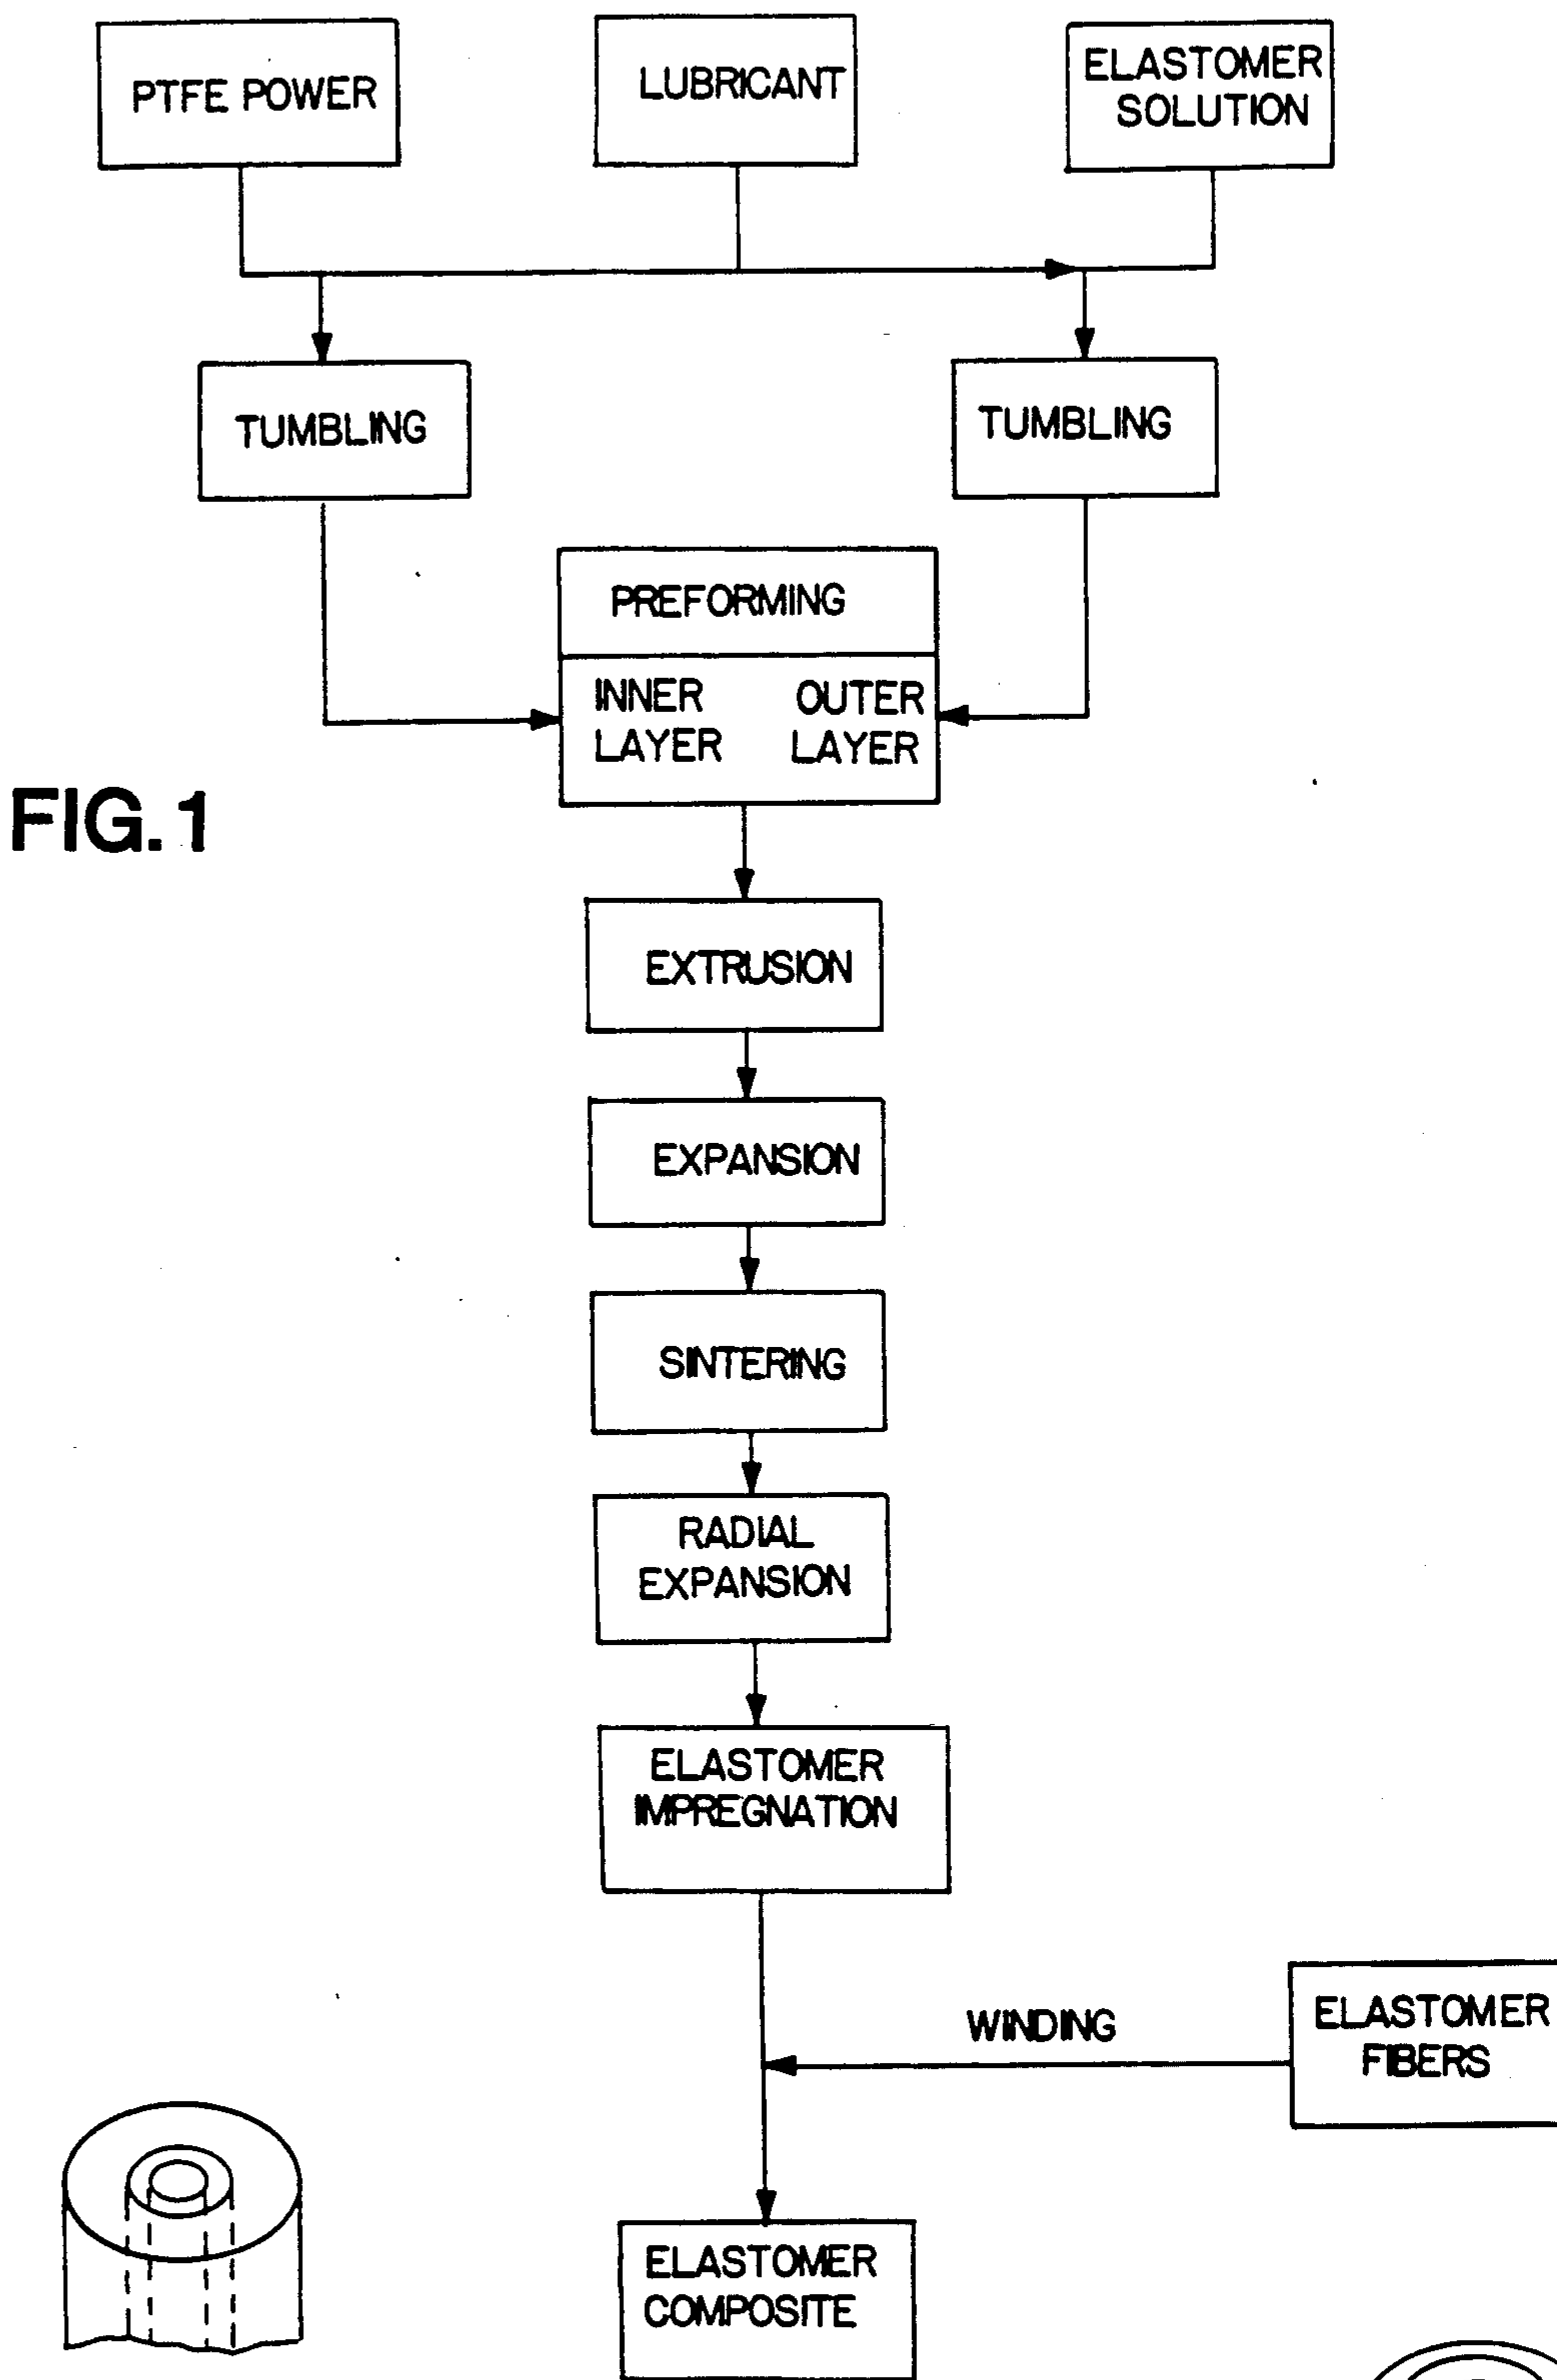 PTFE POWER
LUBRICANT
ELASTOMER
SOLUTION
TUMBLING
TUMBLING
PREFORMING
INNER
LAYER
OUTER
LAYER
FIG. 1
EXTRUSION
EXPANSION
SINTERING
RADIAL
EXPANSION
ELASTOMER
IMPREGNATION
WINDING
ELASTOMER
FIBERS
ELASTOMER
COMPOSITE